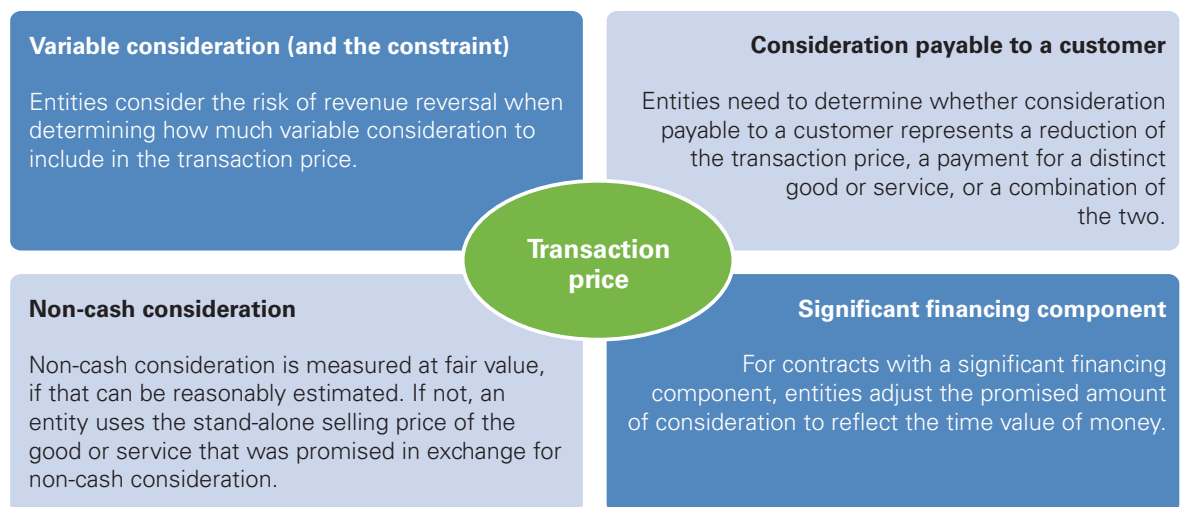 Variable consideration (and the constraint)
Entities consider the risk of revenue reversal when
determining how much variable consideration to
include in the transaction price.
Consideration payable to a customer
Entities need to determine whether consideration
payable to a customer represents a reduction of
the transaction price, a payment for a distinct
good or service, or a combination of
the two.
Transaction
price
Non-cash consideration
Non-cash consideration is measured at fair value,
if that can be reasonably estimated. If not, an
entity uses the stand-alone selling price of the
good or service that was promised in exchange for
non-cash consideration.
Significant financing component
For contracts with a significant financing
component, entities adjust the promised amount
of consideration to reflect the time value of money.